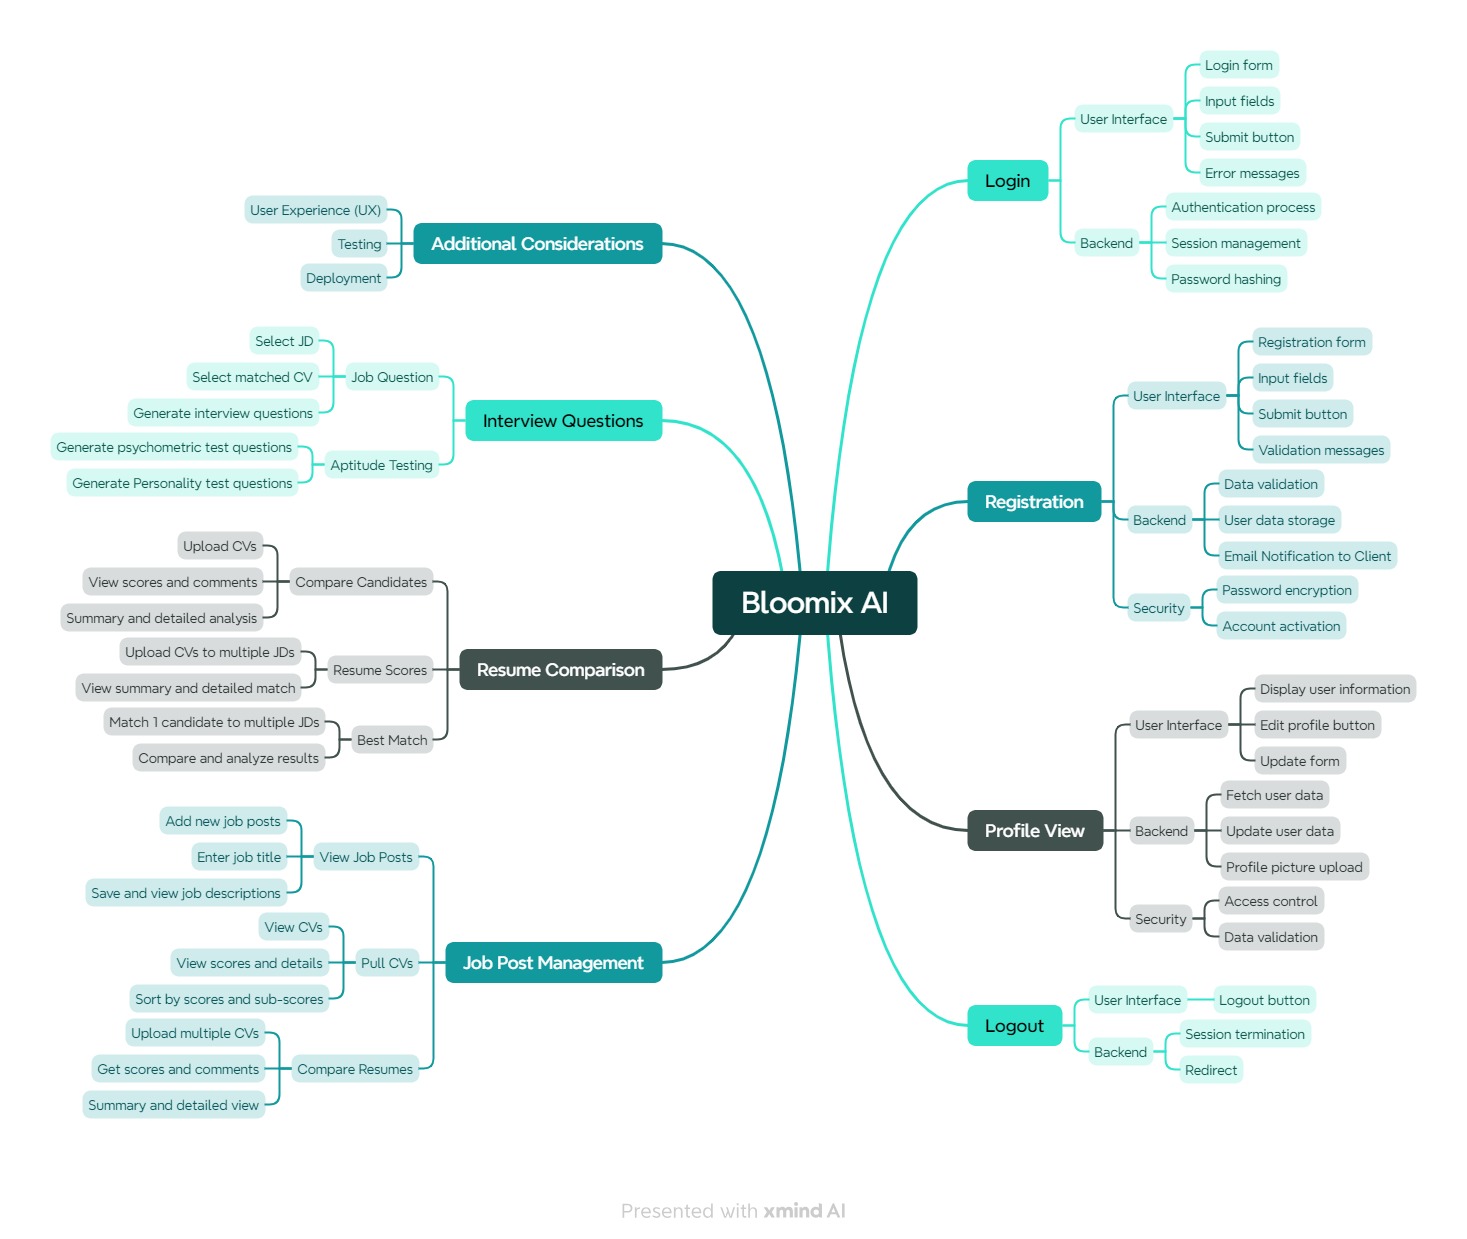 Bloomix AI
Login
User Interface
Login form
Input fields
Submit button
Error messages
Backend
Authentication process
Session management
Password hashing
Registration
User Interface
Registration form
Input fields
Submit button
Validation messages
Backend
Data validation
User data storage
Email Notification to Client
Security
Password encryption
Account activation
Profile View
User Interface
Display user information
Edit profile button
Update form
Backend
Fetch user data
Update user data
Profile picture upload
Security
Access control
Data validation
Logout
User Interface
Logout button
Backend
Session termination
Redirect
Additional Considerations
User Experience (UX)
Testing
Deployment
Interview Questions
Job Question
Select JD
Select matched CV
Generate interview questions
Aptitude Testing
Generate psychometric test questions
Generate Personality test questions
Resume Comparison
Compare Candidates
Upload CVs
View scores and comments
Summary and detailed analysis
Resume Scores
Upload CVs to multiple JDs
View summary and detailed match
Best Match
Match 1 candidate to multiple JDs
Compare and analyze results
Job Post Management
View Job Posts
Add new job posts
Enter job title
Save and view job descriptions
Pull CVs
View CVs
View scores and details
Sort by scores and sub-scores
Compare Resumes
Upload multiple CVs
Get scores and comments
Summary and detailed view
Presented with xmind AI